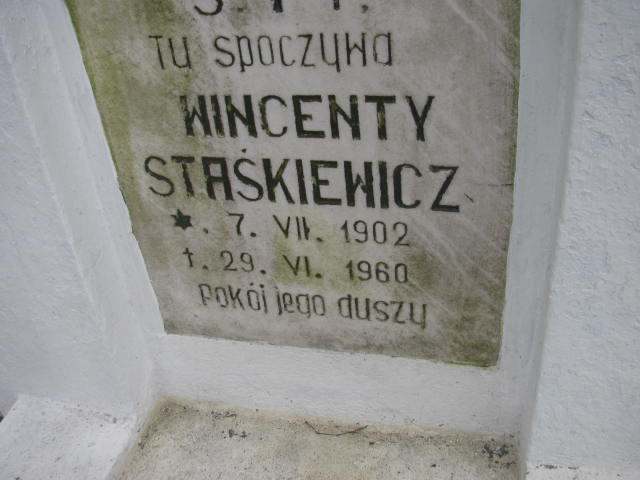 Ś. † P.
Tu spoczywa
WINCENTY
STAŚKIEWICZ
★. 7. VII. 1902
†. 29. VI. 1960
Pokój jego duszy